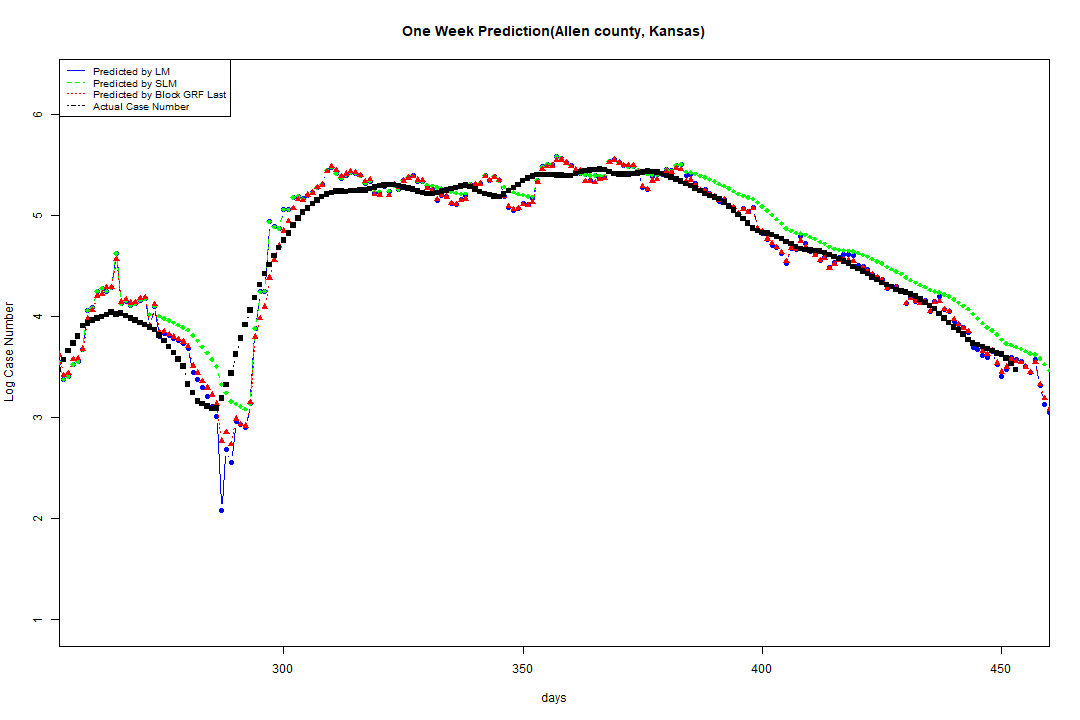 One Week Prediction(Allen county, Kansas)
Predicted by LM
Predicted by SLM
Predicted by Block GRF Last
Actual Case Number
Log Case Number
6
5
4
3
2
1
300
350
400
450
days